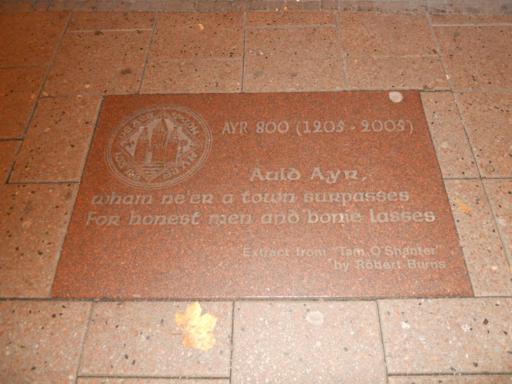 AYR 800 (1205 - 2005)
Auld Ayr,
wham ne'er a town surpasses
For honest men and bonie lasses
Extract from "Tam O'Shanter"
by Robert Burns